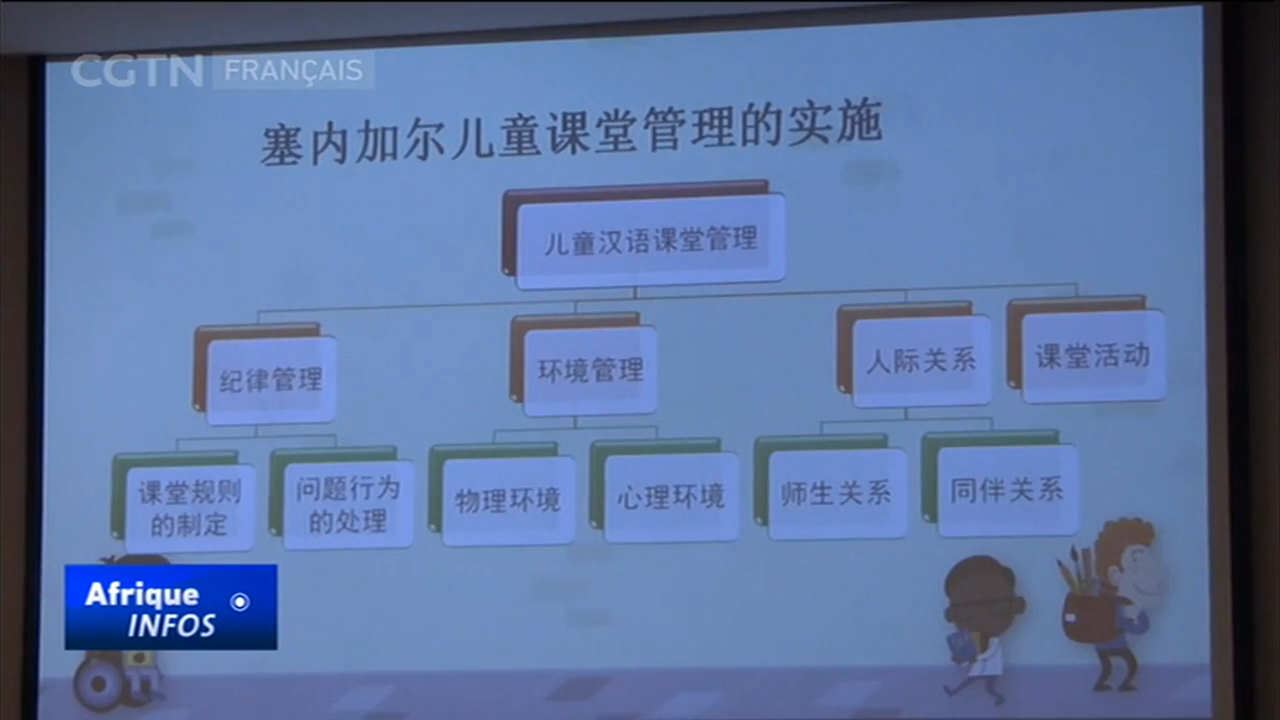 CGTN FRANÇAIS
塞内加尔儿童课堂管理的实施
儿童汉语课堂管理
纪律管理
环境管理
人际关系
课堂活动
课堂规则
的制定
问题行为
的处理
物理环境
心理环境
师生关系
同伴关系
Afrique
INFOS